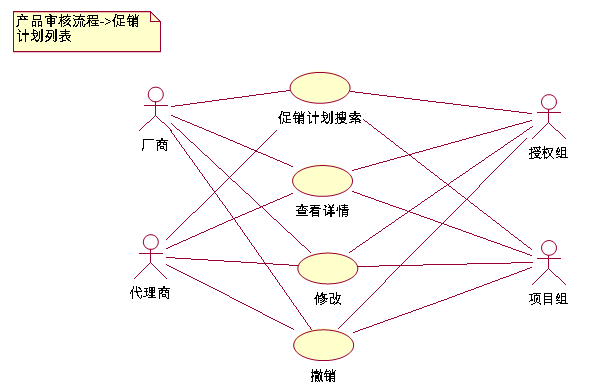 产品审核流程->促销
计划列表
促销计划搜索
厂商
授权组
查看详情
代理商
修改
项目组
撤销